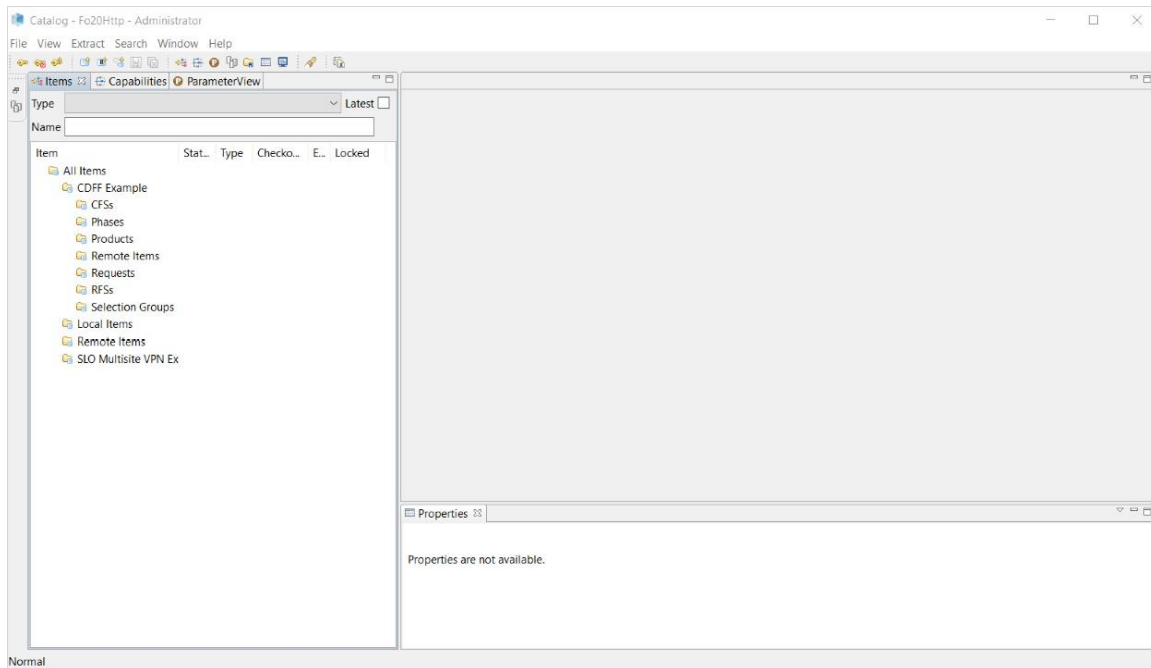 Catalog - Fo20Http - Administrator
File View Extract Search Window Help
Items Capabilities ParameterView
Type Latest
Name
Item Stat... Type Checko... E... Locked
All Items
CDFF Example
CFSs
Phases
Products
Remote Items
Requests
RFSs
Selection Groups
Local Items
Remote Items
SLO Multisite VPN Ex
Properties
Properties are not available.
Normal